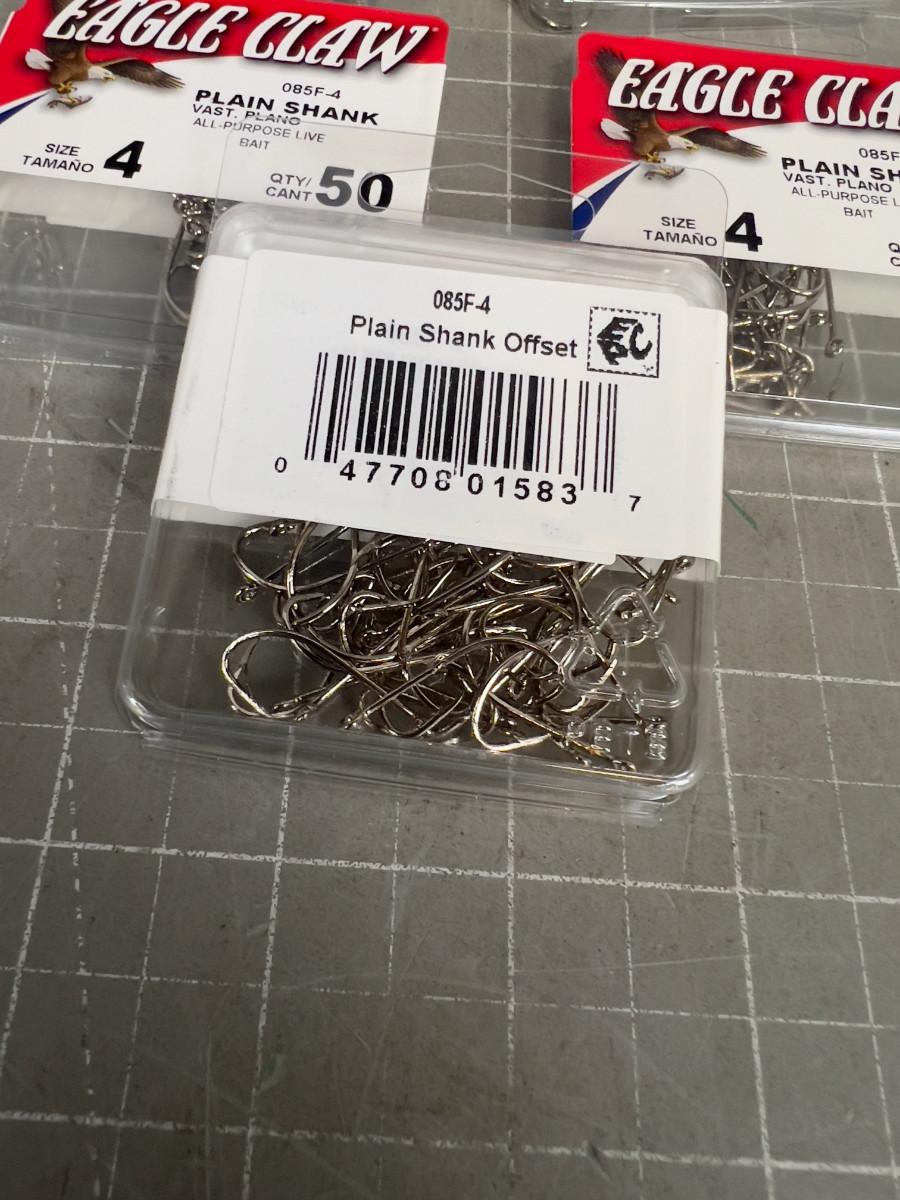 EAGLE CLAW
085F-4
PLAIN SHANK
VAST. PLANO
ALL-PURPOSE LIVE
BAIT
SIZE
TAMAÑO 4
QTY/
CANT 50
EAGLE CLA
085F
PLAIN SH
VAST. PLANO
ALL-PURPOSE L
BAIT
SIZE
TAMAÑO 4
Q
C
085F-4
Plain Shank Offset
EC
0 47708 01583 7